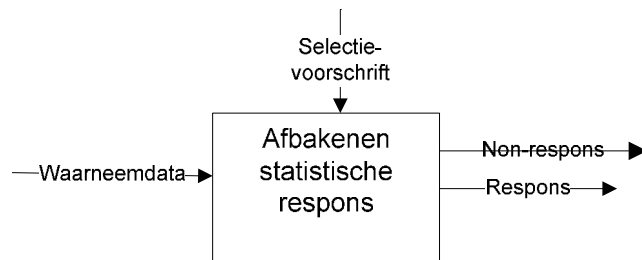 Selectie-
voorschrift
Waarneemdata
Afbakenen
statistische
respons
Non-respons
Respons